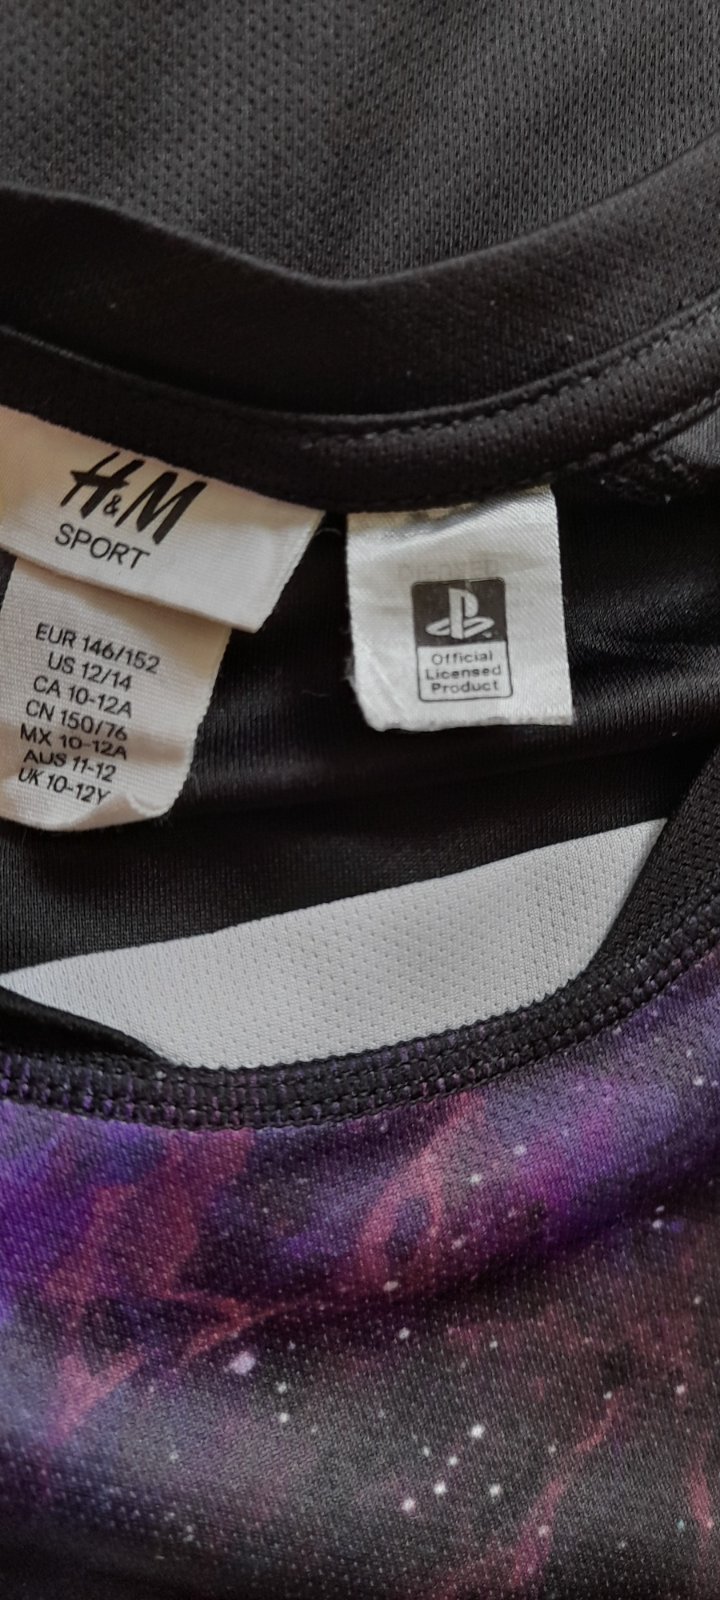 H&M
SPORT
EUR 146/152
US 12/14
CA 10-12A
CN 150/76
MX 10-12A
AUS 11-12
UK 10-12Y
Official
Licensed
Product